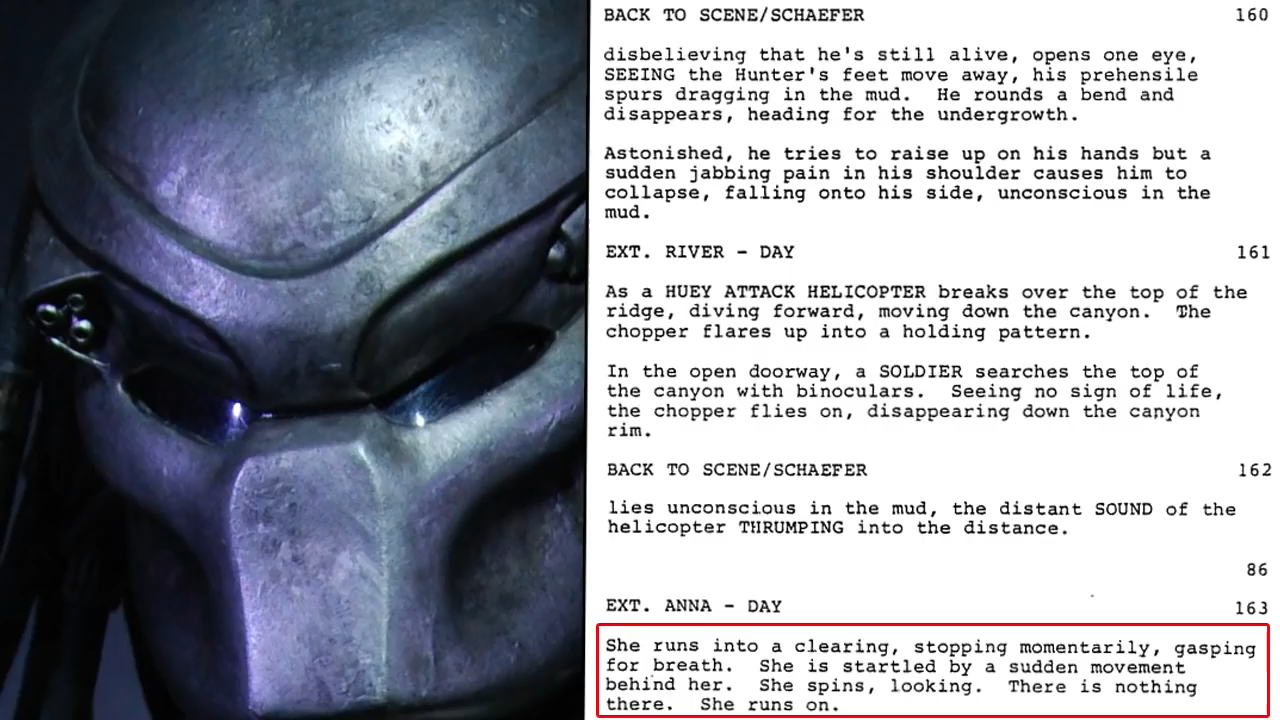 BACK TO SCENE/SCHAEFER 160
disbelieving that he's still alive, opens one eye,
SEEING the Hunter's feet move away, his prehensile
spurs dragging in the mud. He rounds a bend and
disappears, heading for the undergrowth.
Astonished, he tries to raise up on his hands but a
sudden jabbing pain in his shoulder causes him to
collapse, falling onto his side, unconscious in the
mud.
EXT. RIVER - DAY 161
As a HUEY ATTACK HELICOPTER breaks over the top of the
ridge, diving forward, moving down the canyon. The
chopper flares up into a holding pattern.
In the open doorway, a SOLDIER searches the top of
the canyon with binoculars. Seeing no sign of life,
the chopper flies on, disappearing down the canyon
rim.
BACK TO SCENE/SCHAEFER 162
lies unconscious in the mud, the distant SOUND of the
helicopter THRUMPING into the distance.
86
EXT. ANNA - DAY 163
She runs into a clearing, stopping momentarily, gasping
for breath. She is startled by a sudden movement
behind her. She spins, looking. There is nothing
there. She runs on.